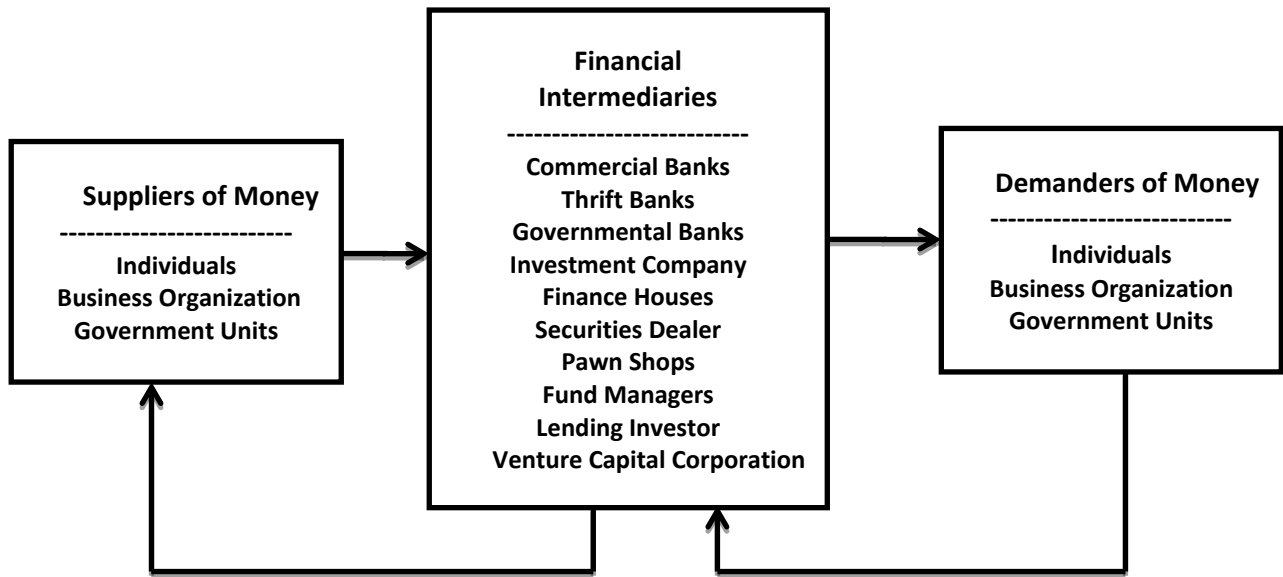 Suppliers of Money
--------------------------
Individuals
Business Organization
Government Units
Financial
Intermediaries
---------------------------
Commercial Banks
Thrift Banks
Governmental Banks
Investment Company
Finance Houses
Securities Dealer
Pawn Shops
Fund Managers
Lending Investor
Venture Capital Corporation
Demanders of Money
---------------------------
Individuals
Business Organization
Government Units